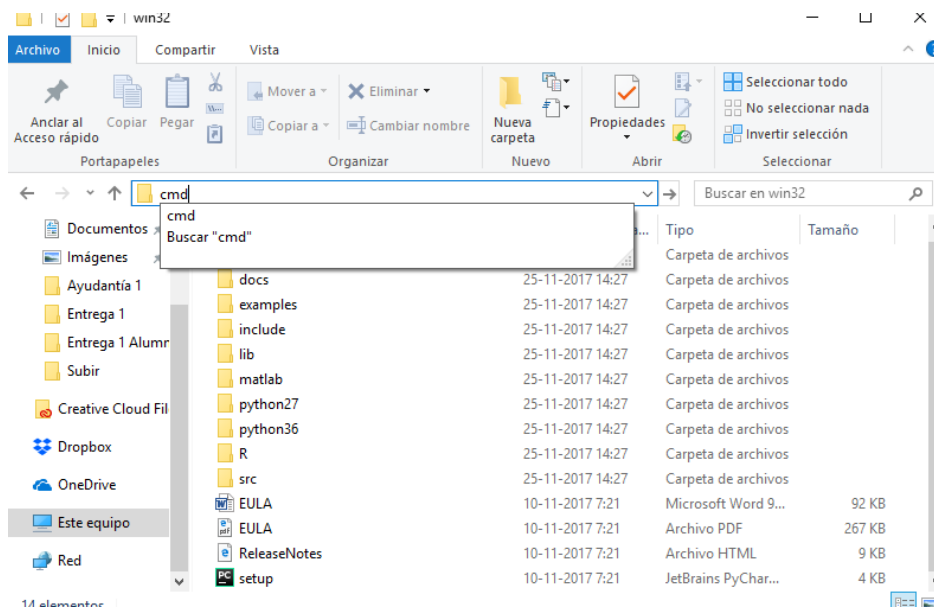 win32
Archivo Inicio Compartir Vista
Anclar al Acceso rápido
Copiar
Pegar
Mover a
Copiar a
Eliminar
Cambiar nombre
Nueva carpeta
Propiedades
Seleccionar todo
No seleccionar nada
Invertir selección
Portapapeles Organizar Nuevo Abrir Seleccionar
cmd
Buscar en win32
cmd
Buscar "cmd"
Tipo Tamaño
Carpeta de archivos
Documentos
Imágenes
Ayudantía 1
Entrega 1
Entrega 1 Alumn
Subir
Creative Cloud Fil
Dropbox
OneDrive
Este equipo
Red
docs 25-11-2017 14:27 Carpeta de archivos
examples 25-11-2017 14:27 Carpeta de archivos
include 25-11-2017 14:27 Carpeta de archivos
lib 25-11-2017 14:27 Carpeta de archivos
matlab 25-11-2017 14:27 Carpeta de archivos
python27 25-11-2017 14:27 Carpeta de archivos
python36 25-11-2017 14:27 Carpeta de archivos
R 25-11-2017 14:27 Carpeta de archivos
src 25-11-2017 14:27 Carpeta de archivos
EULA 10-11-2017 7:21 Microsoft Word 9... 92 KB
EULA 10-11-2017 7:21 Archivo PDF 267 KB
ReleaseNotes 10-11-2017 7:21 Archivo HTML 9 KB
setup 10-11-2017 7:21 JetBrains PyChar... 4 KB
14 elementos